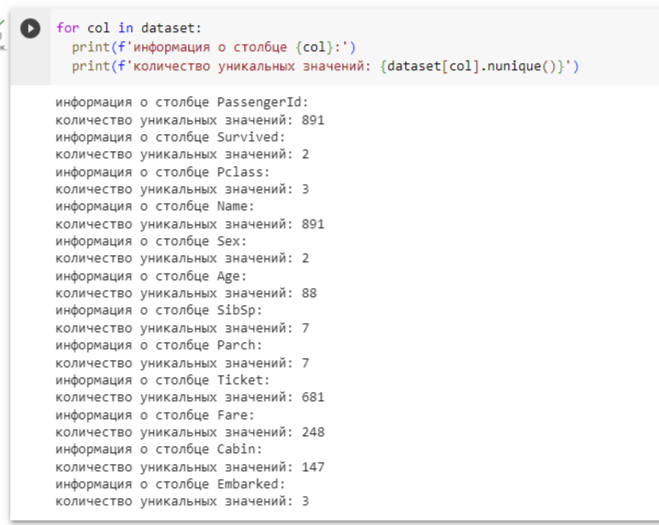 for col in dataset:
  print(f'информация о столбце {col}:')
  print(f'количество уникальных значений: {dataset[col].nunique()}')
информация о столбце PassengerId:
количество уникальных значений: 891
информация о столбце Survived:
количество уникальных значений: 2
информация о столбце Pclass:
количество уникальных значений: 3
информация о столбце Name:
количество уникальных значений: 891
информация о столбце Sex:
количество уникальных значений: 2
информация о столбце Age:
количество уникальных значений: 88
информация о столбце SibSp:
количество уникальных значений: 7
информация о столбце Parch:
количество уникальных значений: 7
информация о столбце Ticket:
количество уникальных значений: 681
информация о столбце Fare:
количество уникальных значений: 248
информация о столбце Cabin:
количество уникальных значений: 147
информация о столбце Embarked:
количество уникальных значений: 3